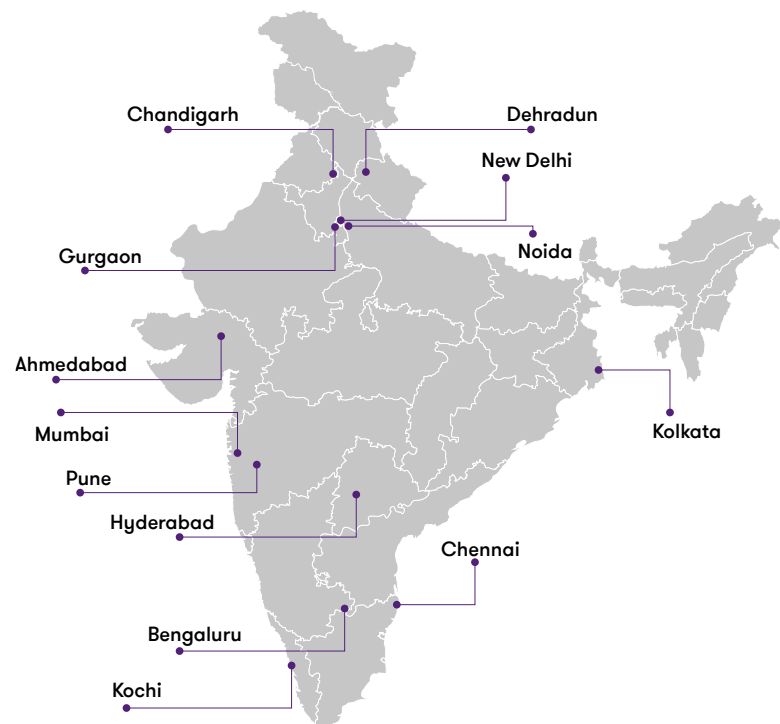 Chandigarh
Dehradun
New Delhi
Noida
Gurgaon
Ahmedabad
Mumbai
Kolkata
Pune
Hyderabad
Chennai
Bengaluru
Kochi